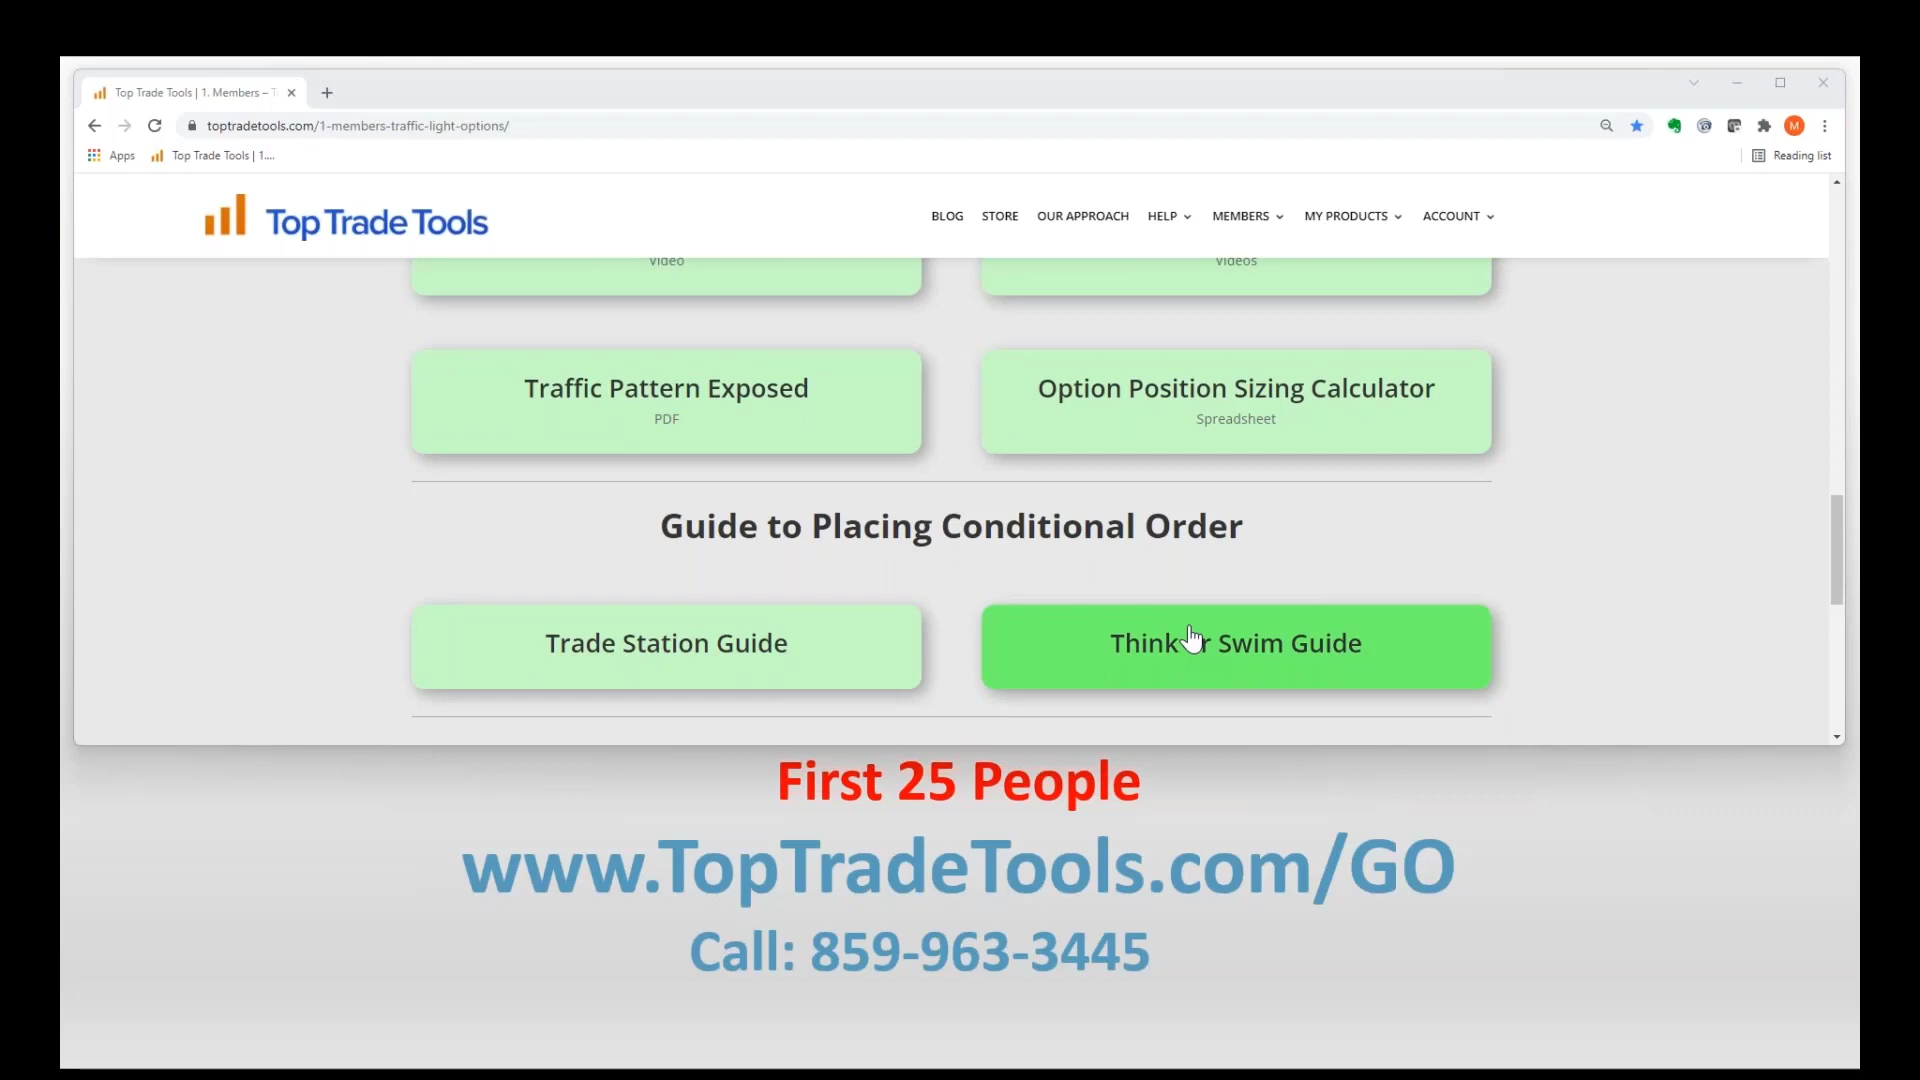 Top Trade Tools | 1. Members –
toptradetools.com/1-members-traffic-light-options/
M
Apps
Top Trade Tools | 1....
Reading list
Top Trade Tools
BLOG STORE OUR APPROACH HELP MEMBERS MY PRODUCTS ACCOUNT
Video
Videos
Traffic Pattern Exposed
PDF
Option Position Sizing Calculator
Spreadsheet
Guide to Placing Conditional Order
Trade Station Guide
Think or Swim Guide
First 25 People
www.TopTradeTools.com/GO
Call: 859-963-3445